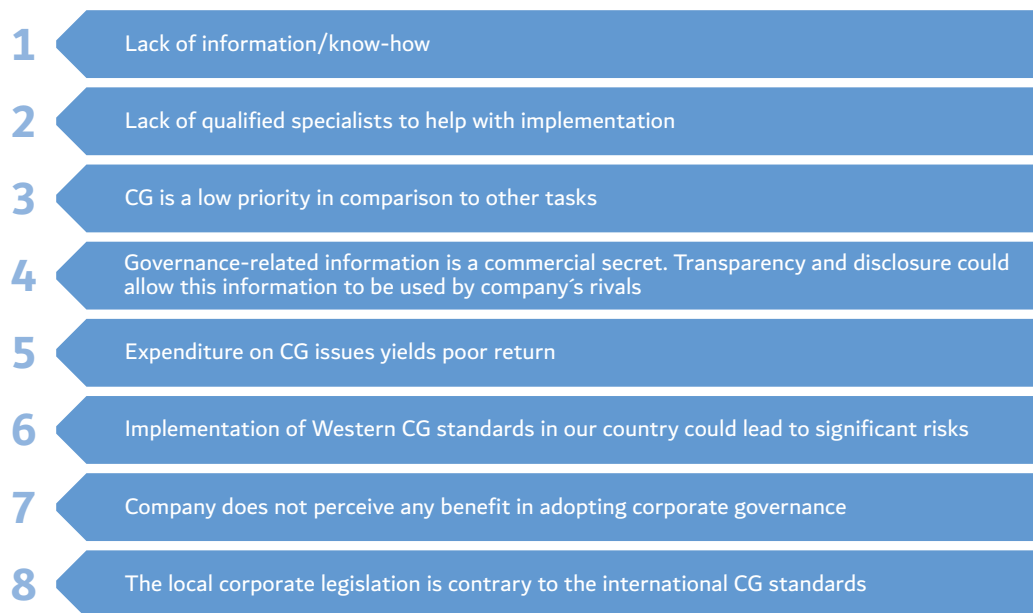 1 Lack of information/know-how
2 Lack of qualified specialists to help with implementation
3 CG is a low priority in comparison to other tasks
4 Governance-related information is a commercial secret. Transparency and disclosure could
allow this information to be used by company´s rivals
5 Expenditure on CG issues yields poor return
6 Implementation of Western CG standards in our country could lead to significant risks
7 Company does not perceive any benefit in adopting corporate governance
8 The local corporate legislation is contrary to the international CG standards